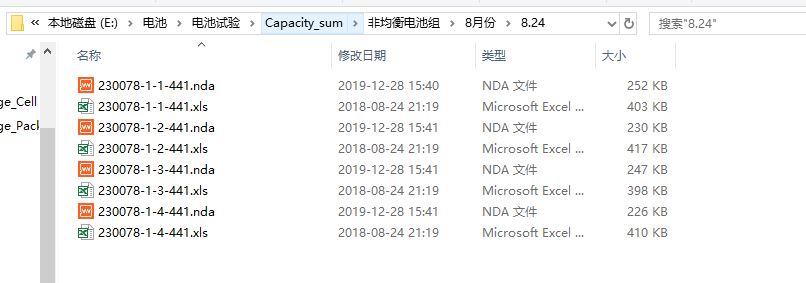 本地磁盘 (E:) 电池 电池试验 Capacity_sum 非均衡电池组 8月份 8.24 搜索"8.24"
名称 修改日期 类型 大小
230078-1-1-441.nda 2019-12-28 15:40 NDA 文件 252 KB
ge_Cell 230078-1-1-441.xls 2018-08-24 21:19 Microsoft Excel ... 403 KB
ge_Pack 230078-1-2-441.nda 2019-12-28 15:41 NDA 文件 230 KB
230078-1-2-441.xls 2018-08-24 21:19 Microsoft Excel ... 417 KB
230078-1-3-441.nda 2019-12-28 15:41 NDA 文件 247 KB
230078-1-3-441.xls 2018-08-24 21:19 Microsoft Excel ... 398 KB
230078-1-4-441.nda 2019-12-28 15:41 NDA 文件 226 KB
230078-1-4-441.xls 2018-08-24 21:19 Microsoft Excel ... 410 KB